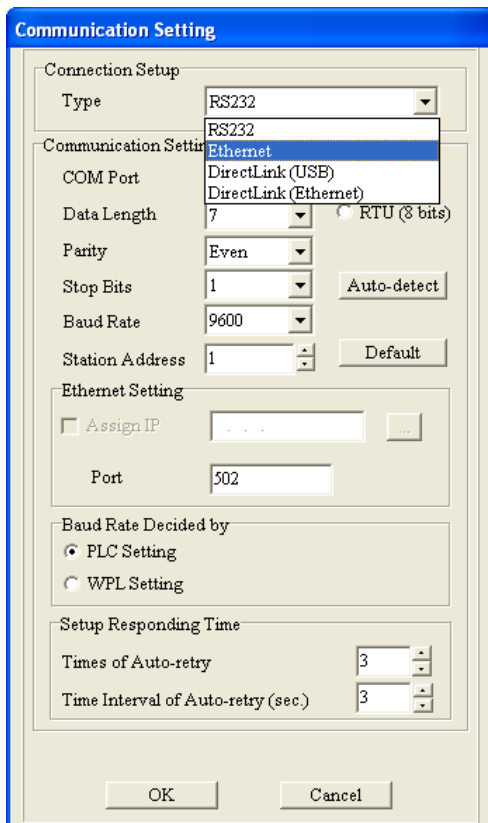 Communication Setting
Connection Setup
Type RS232
RS232
Ethernet
DirectLink (USB)
DirectLink (Ethernet)
Communication Settin
COM Port
Data Length 7 RTU (8 bits)
Parity Even
Stop Bits 1 Auto-detect
Baud Rate 9600
Station Address 1 Default
Ethernet Setting
Assign IP . . . ...
Port 502
Baud Rate Decided by
PLC Setting
WPL Setting
Setup Responding Time
Times of Auto-retry 3
Time Interval of Auto-retry (sec.) 3
OK Cancel